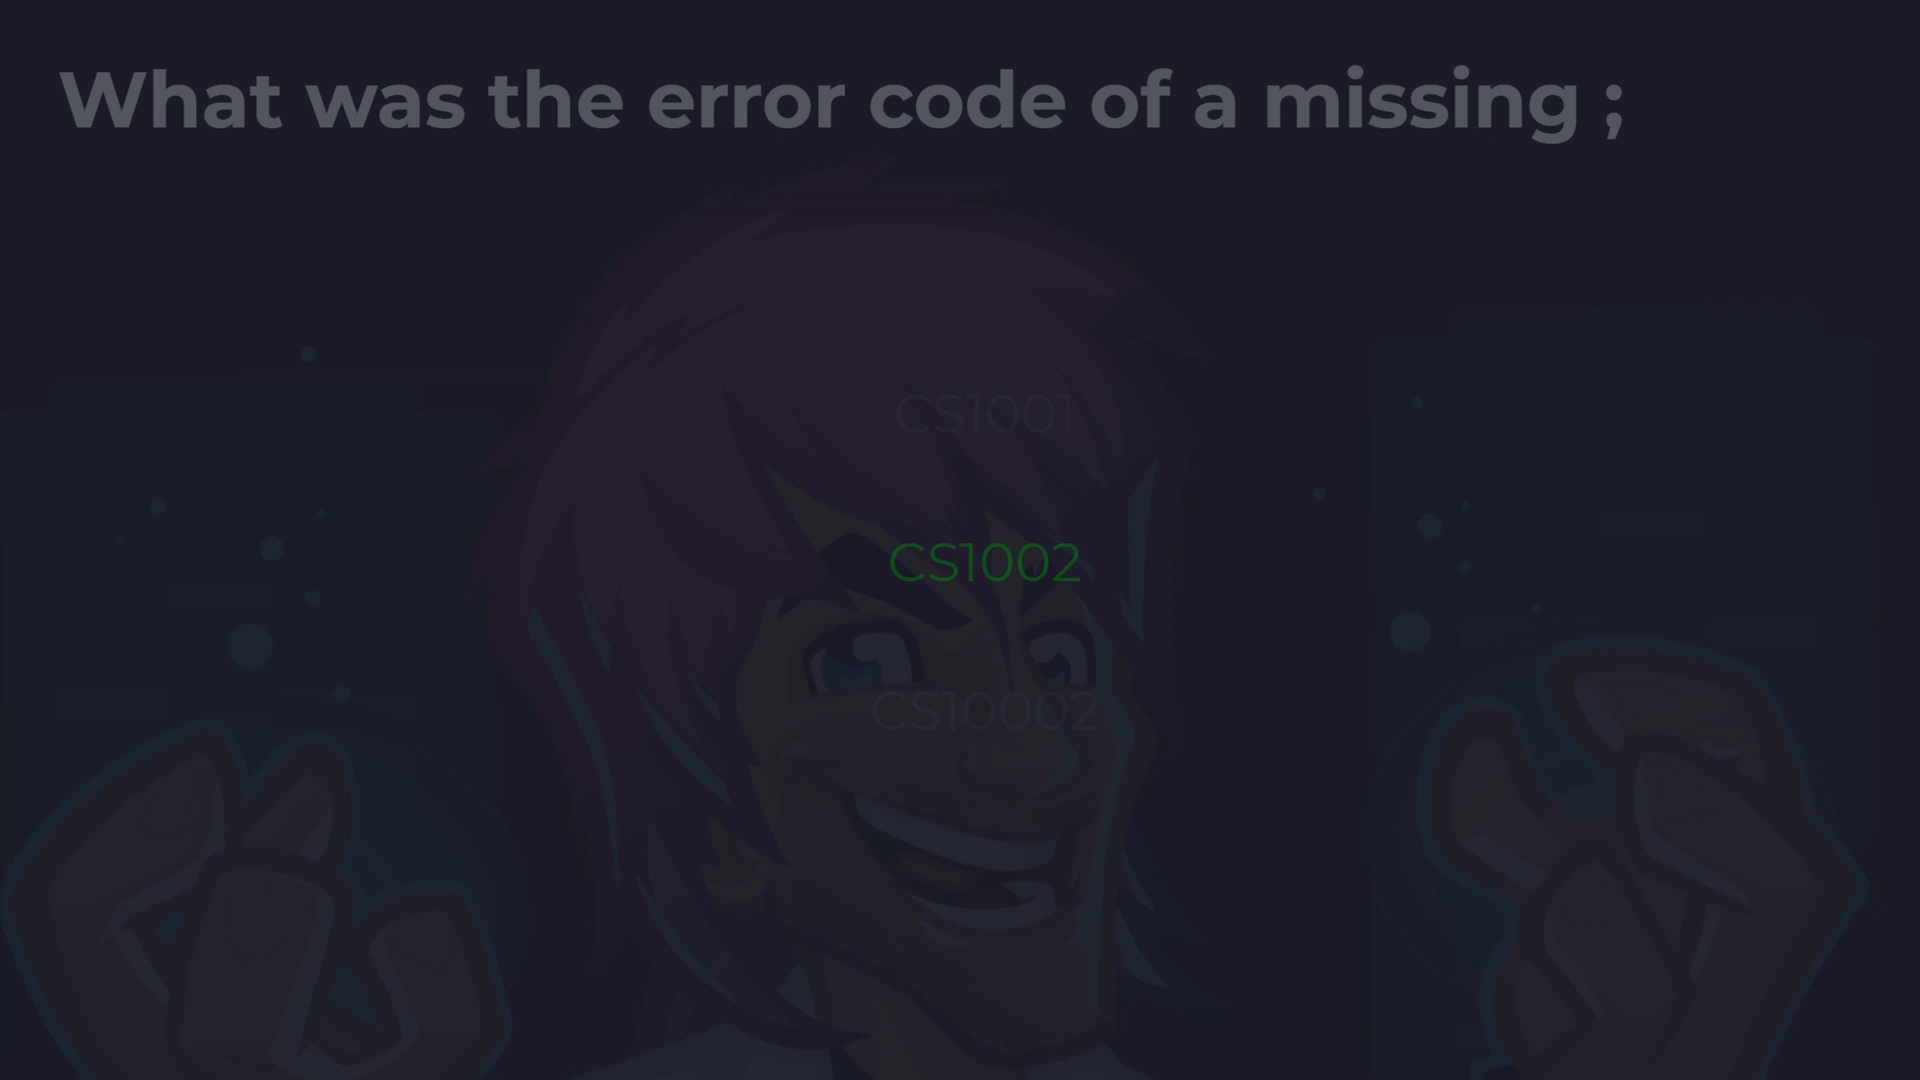 What was the error code of a missing ;
CS1001
CS1002
CS10002